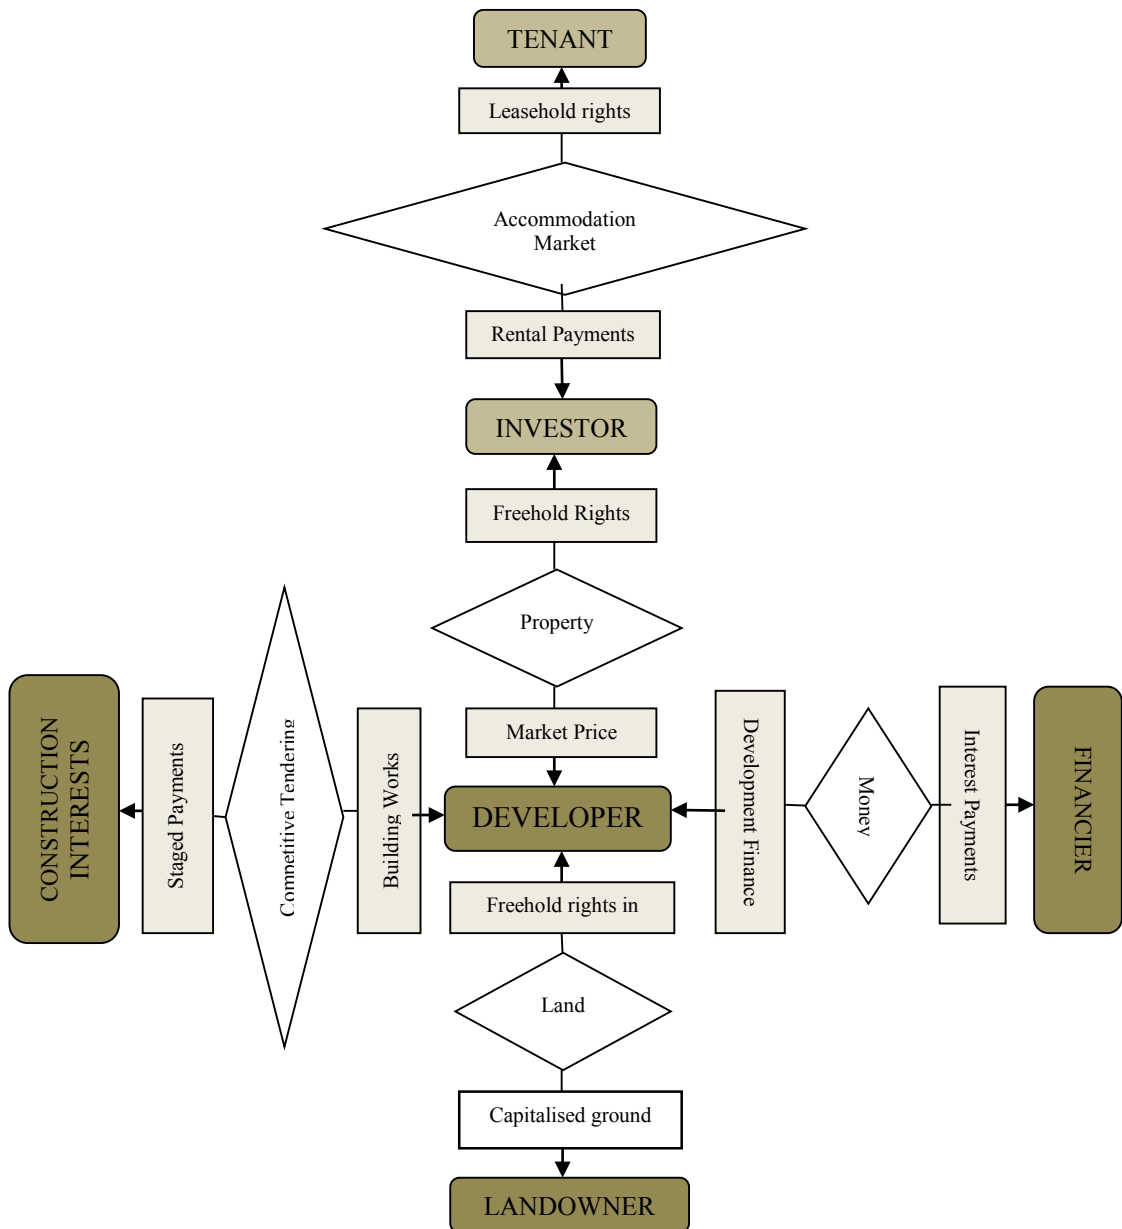 TENANT
Leasehold rights
Accommodation
Market
Rental Payments
INVESTOR
Freehold Rights
Property
Market Price
CONSTRUCTION
INTERESTS
Staged Payments
Competitive Tendering
Building Works
DEVELOPER
Development Finance
Money
Interest Payments
FINANCIER
Freehold rights in
Land
Capitalised ground
LANDOWNER